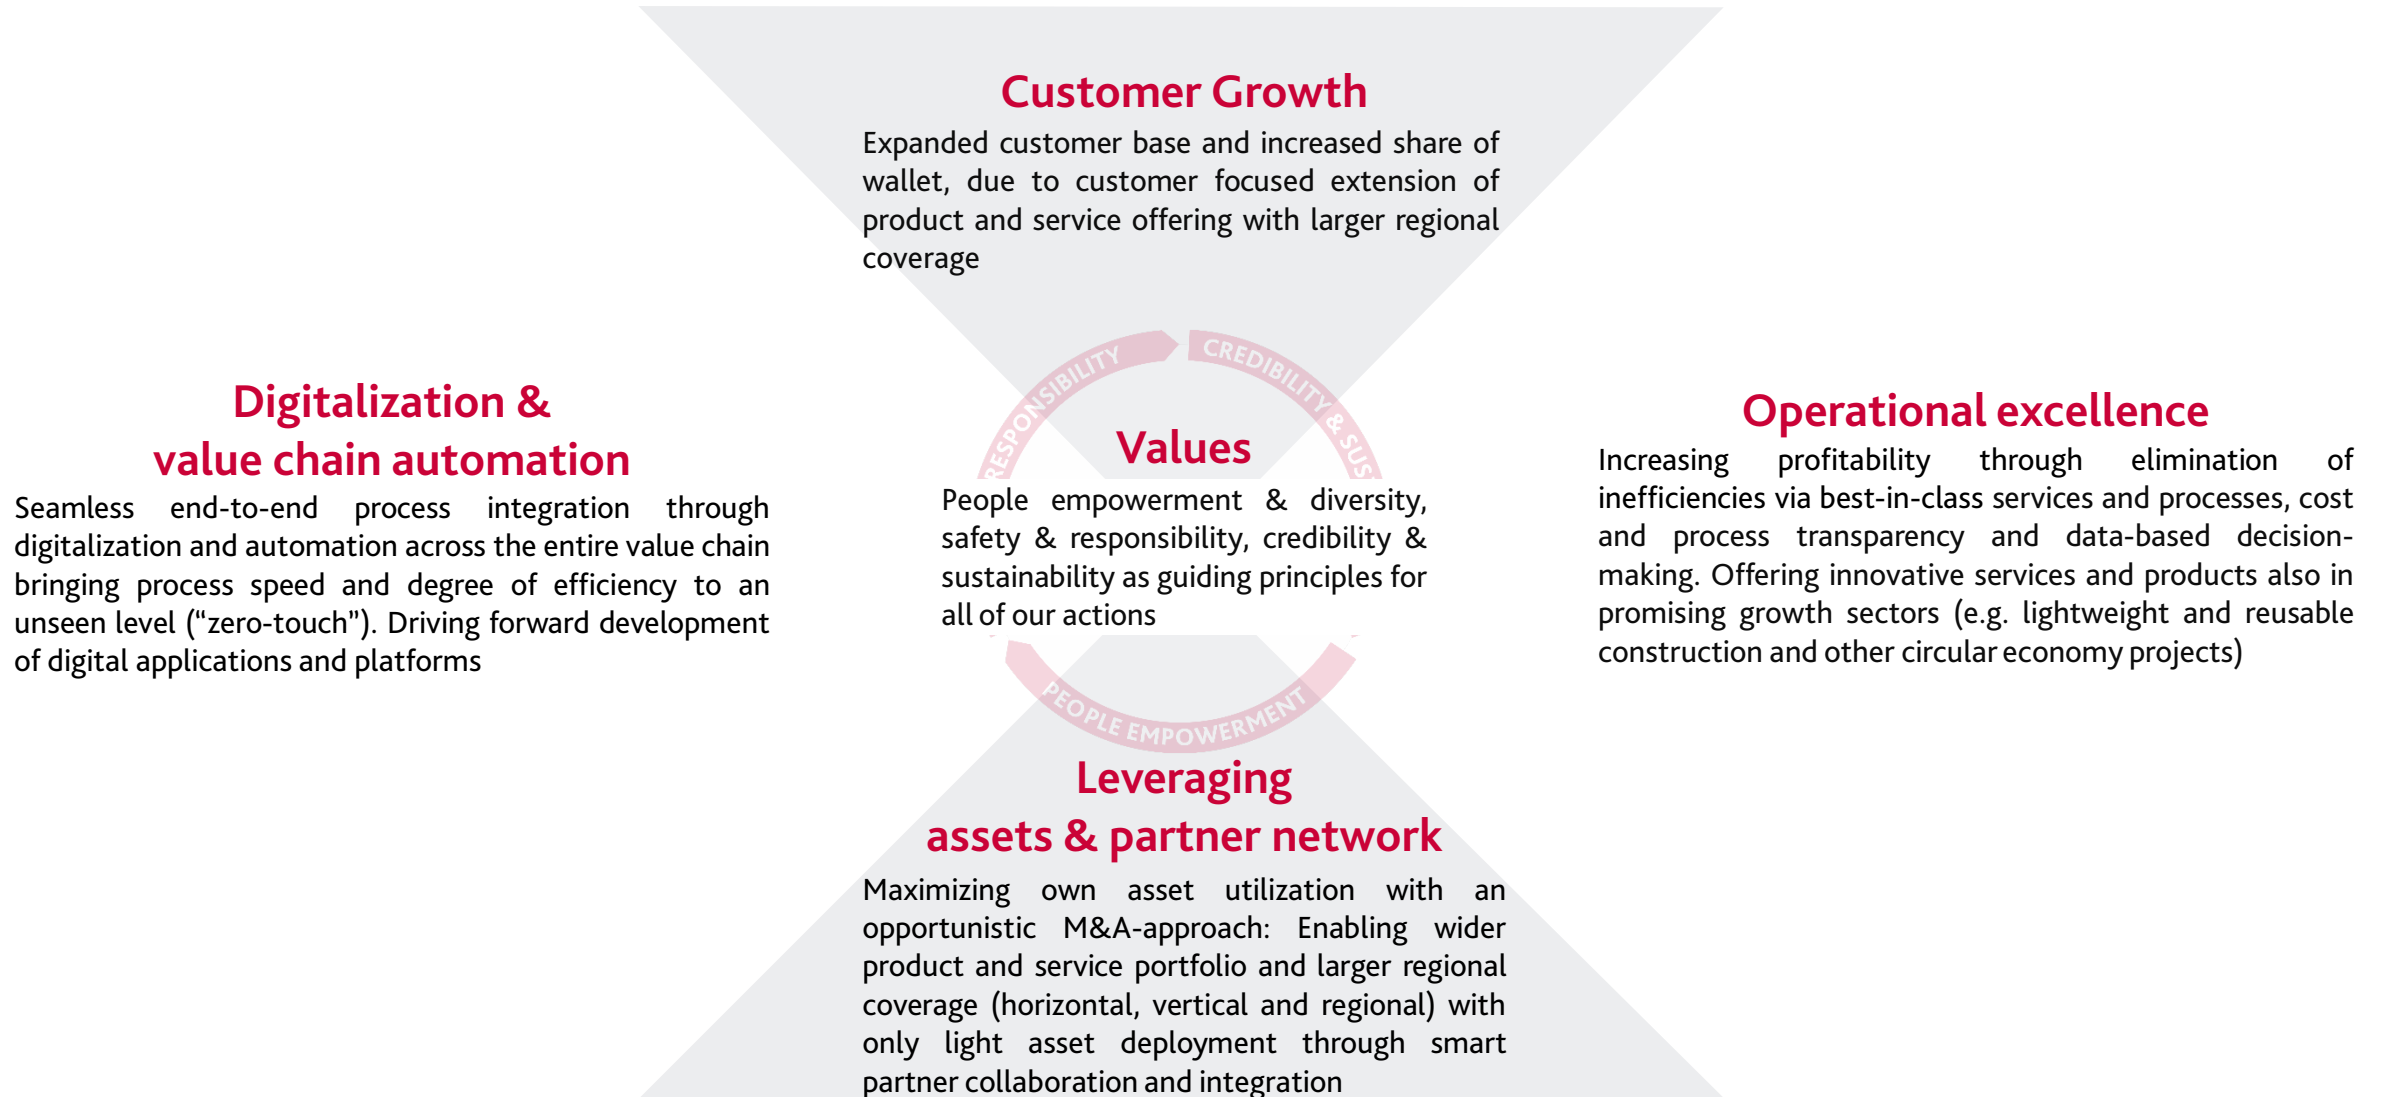 Customer Growth
Expanded customer base and increased share of
wallet, due to customer focused extension of
product and service offering with larger regional
coverage
Digitalization &
value chain automation
Seamless end-to-end process integration through
digitalization and automation across the entire value chain
bringing process speed and degree of efficiency to an
unseen level (“zero-touch”). Driving forward development
of digital applications and platforms
RESPONSIBILITY
CREDIBILITY & SUS
Values
People empowerment & diversity,
safety & responsibility, credibility &
sustainability as guiding principles for
all of our actions
PEOPLE EMPOWERMENT
Operational excellence
Increasing profitability through elimination of
inefficiencies via best-in-class services and processes, cost
and process transparency and data-based decision-
making. Offering innovative services and products also in
promising growth sectors (e.g. lightweight and reusable
construction and other circular economy projects)
Leveraging
assets & partner network
Maximizing own asset utilization with an
opportunistic M&A-approach: Enabling wider
product and service portfolio and larger regional
coverage (horizontal, vertical and regional) with
only light asset deployment through smart
partner collaboration and integration